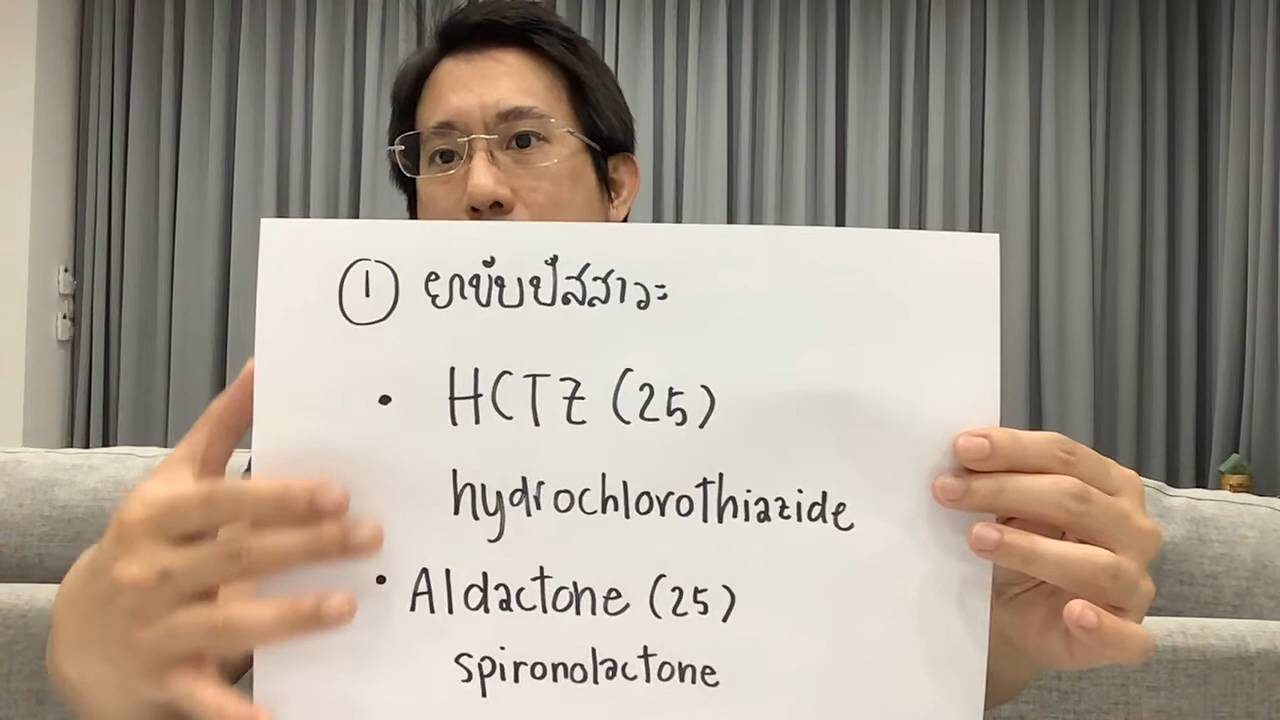 ① ยาขับปัสสาวะ
• HCTZ (25)
hydrochlorothiazide
• Aldactone (25)
spironolactone